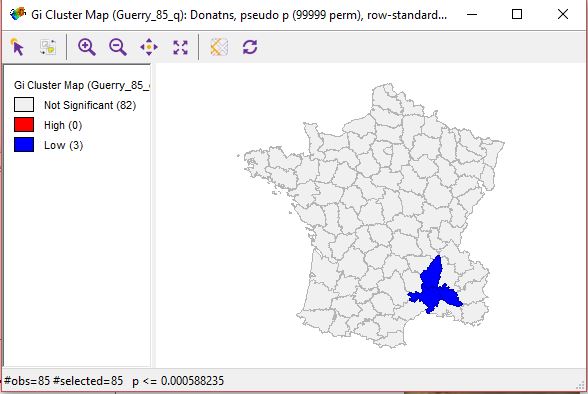 Gi Cluster Map (Guerry_85_q): Donatns, pseudo p (99999 perm), row-standard...
Gi Cluster Map (Guerry_85_
Not Significant (82)
High (0)
Low (3)
#obs=85 #selected=85 p <= 0.000588235